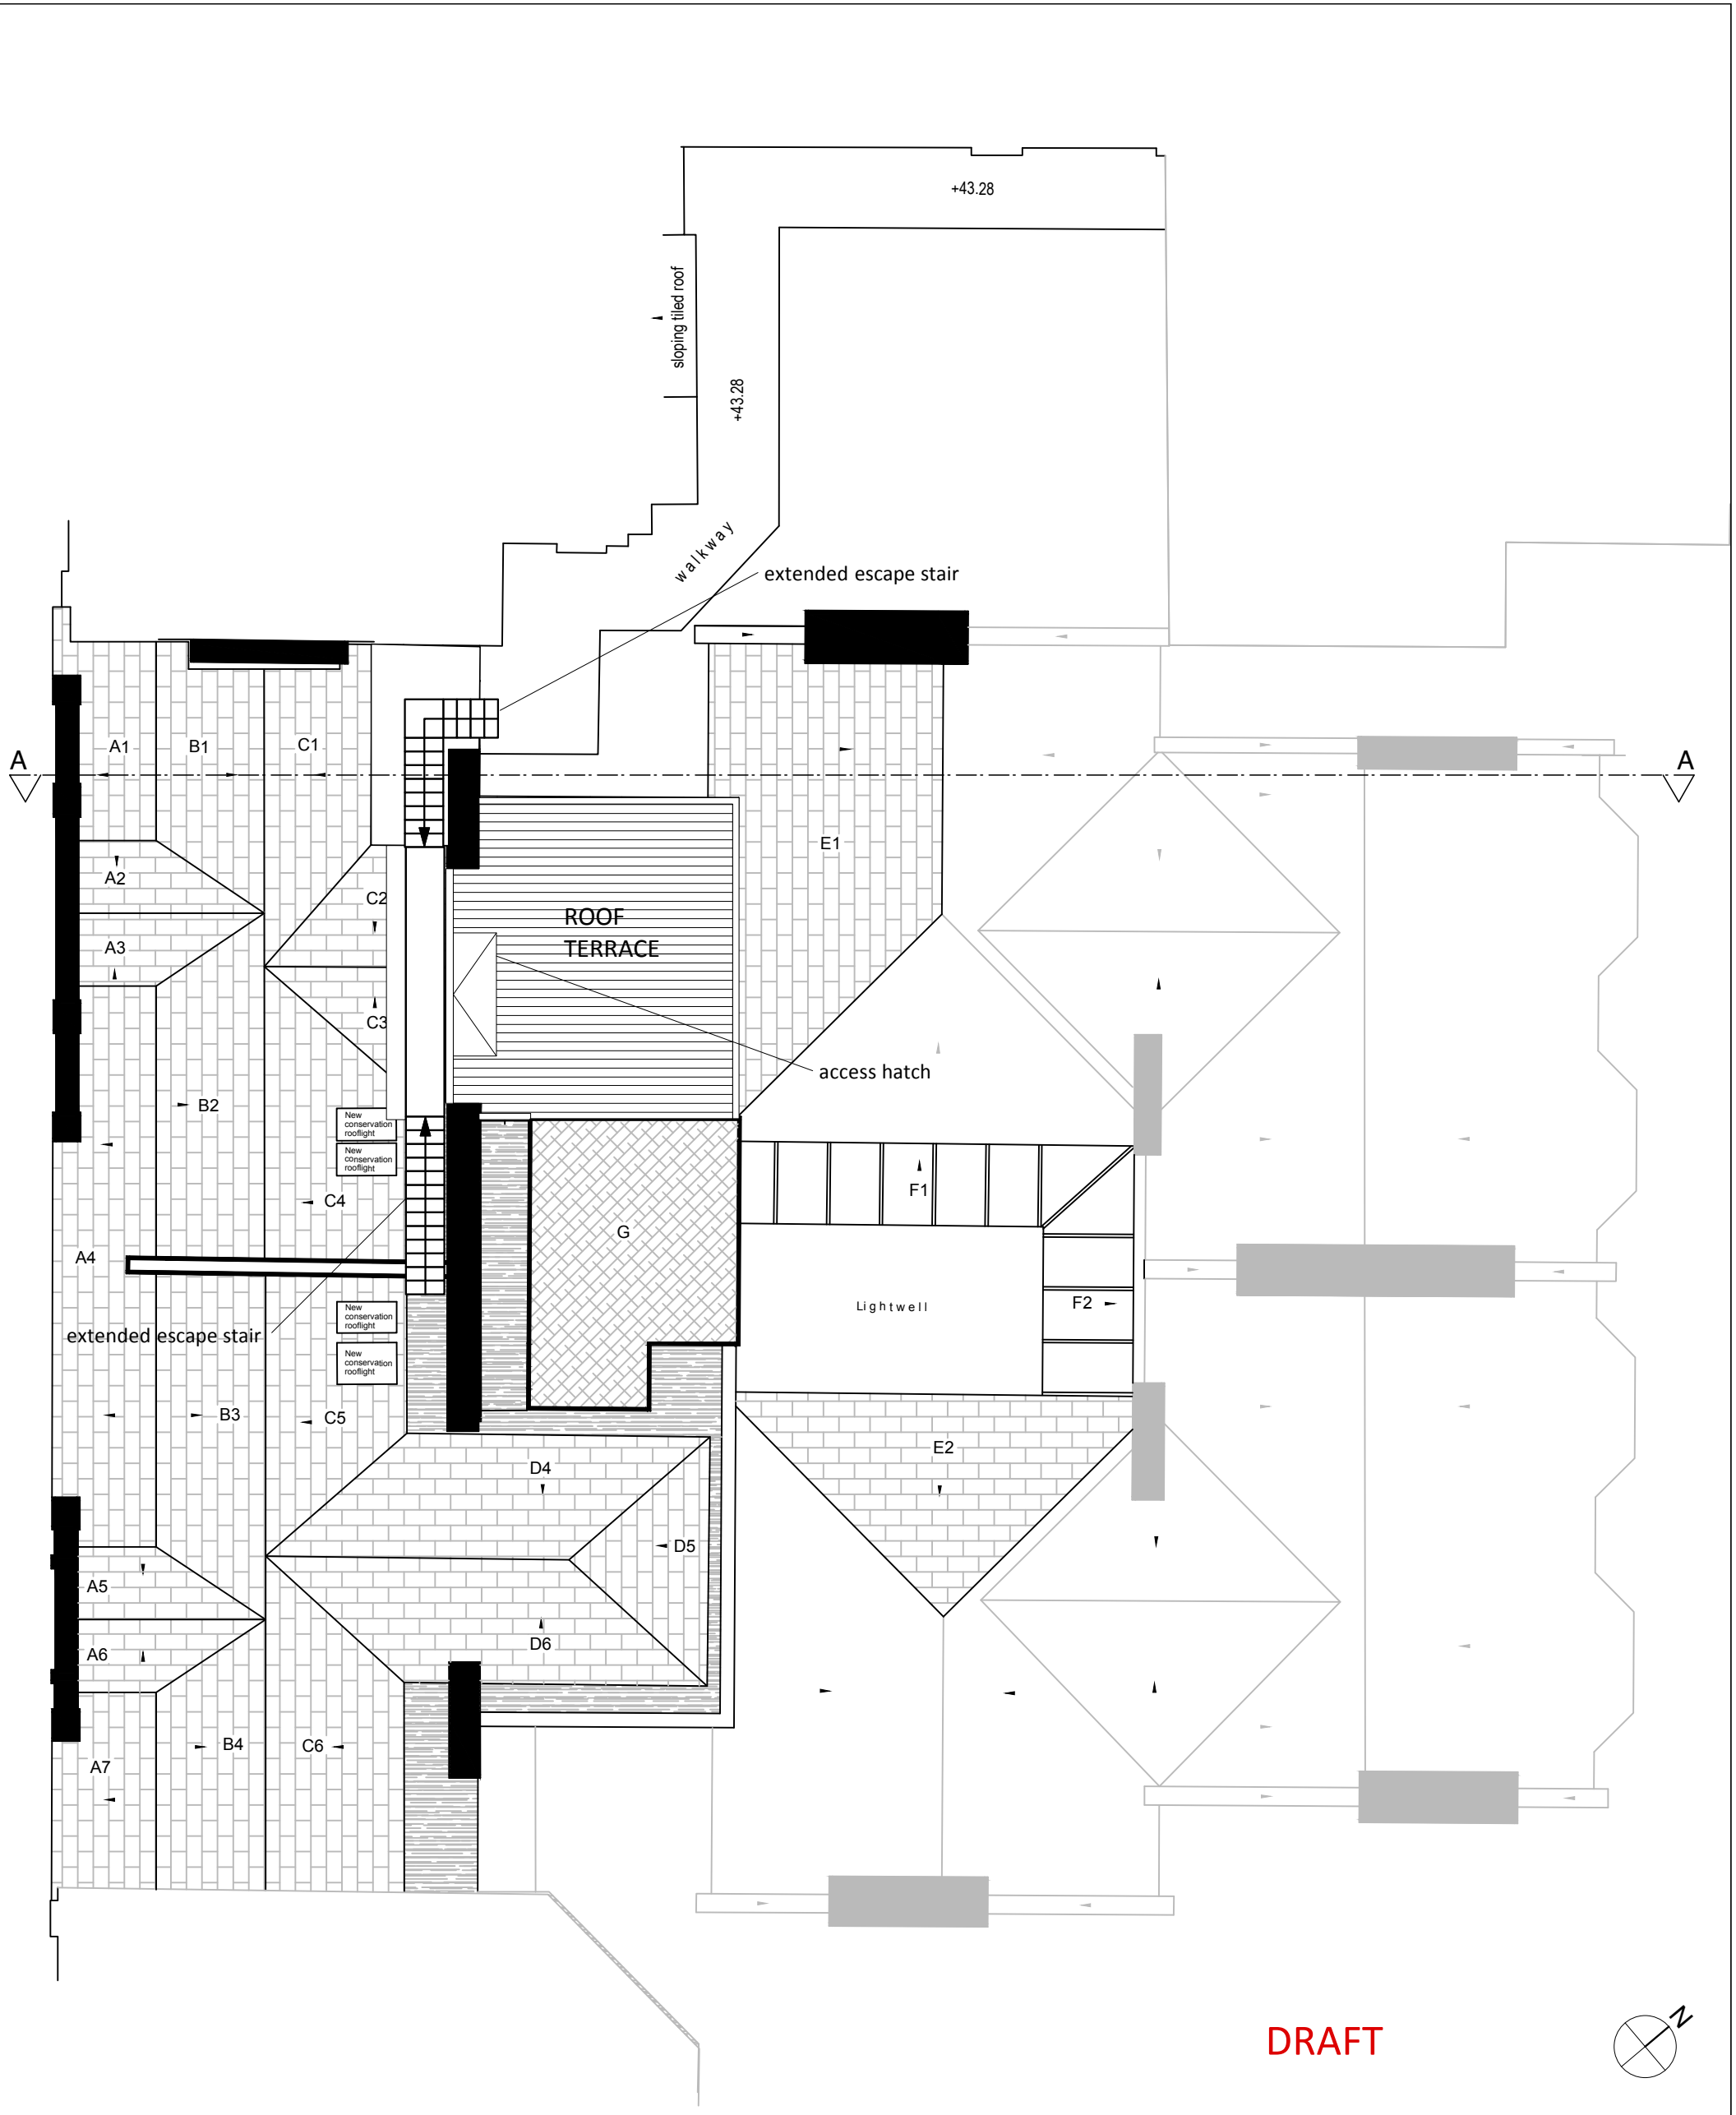 +43.28
sloping tiled roof
+43.28
walkway
extended escape stair
A1
B1
C1
A
A
E1
A2
C2
ROOF
TERRACE
A3
C3
access hatch
B2
New
conservation
rooflight
New
conservation
rooflight
F1
C4
G
A4
F2
Lightwell
New
conservation
rooflight
extended escape stair
New
conservation
rooflight
B3
C5
E2
D4
D5
A5
D6
A6
B4
C6
A7
N
DRAFT